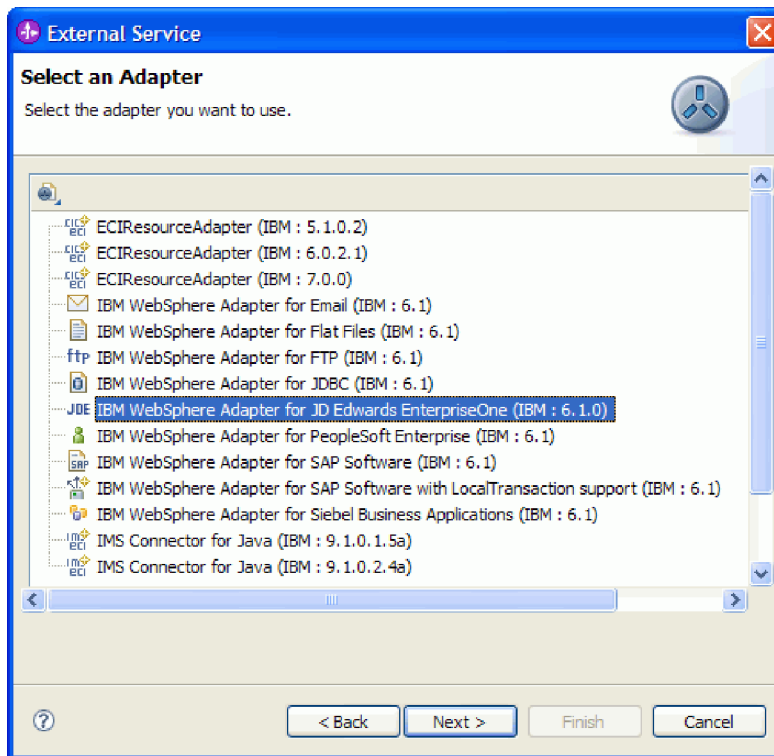 External Service
Select an Adapter
Select the adapter you want to use.
ECIResourceAdapter (IBM : 5.1.0.2)
ECIResourceAdapter (IBM : 6.0.2.1)
ECIResourceAdapter (IBM : 7.0.0)
IBM WebSphere Adapter for Email (IBM : 6.1)
IBM WebSphere Adapter for Flat Files (IBM : 6.1)
ftp IBM WebSphere Adapter for FTP (IBM : 6.1)
IBM WebSphere Adapter for JDBC (IBM : 6.1)
JDE IBM WebSphere Adapter for JD Edwards EnterpriseOne (IBM : 6.1.0)
IBM WebSphere Adapter for PeopleSoft Enterprise (IBM : 6.1)
SAP IBM WebSphere Adapter for SAP Software (IBM : 6.1)
IBM WebSphere Adapter for SAP Software with LocalTransaction support (IBM : 6.1)
IBM WebSphere Adapter for Siebel Business Applications (IBM : 6.1)
IMS Connector for Java (IBM : 9.1.0.1.5a)
IMS Connector for Java (IBM : 9.1.0.2.4a)
? < Back Next > Finish Cancel